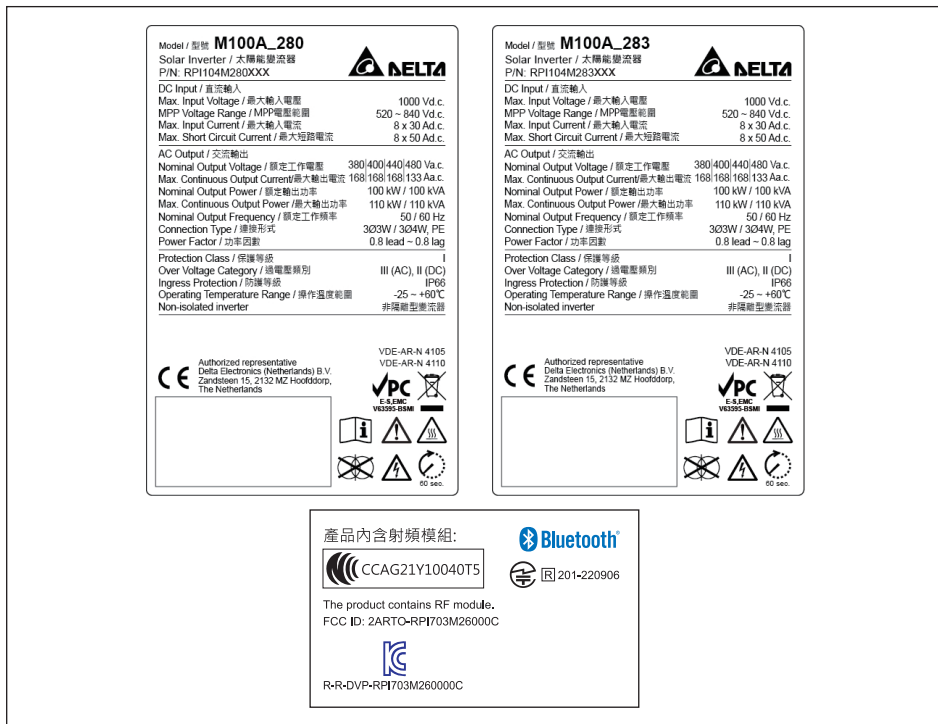 Model / 型號 M100A_280
Solar Inverter / 太陽能變流器
P/N: RPI104M280XXX
DELTA
DC Input / 直流輸入
Max. Input Voltage / 最大輸入電壓 1000 Vd.c.
MPP Voltage Range / MPP電壓範圍 520 ~ 840 Vd.c.
Max. Input Current / 最大輸入電流 8 x 30 Ad.c.
Max. Short Circuit Current / 最大短路電流 8 x 50 Ad.c.
AC Output / 交流輸出
Nominal Output Voltage / 額定工作電壓 380|400|440|480 Va.c.
Max. Continuous Output Current/最大輸出電流 168|168|168|133 Aa.c.
Nominal Output Power / 額定輸出功率 100 kW / 100 kVA
Max. Continuous Output Power /最大輸出功率 110 kW / 110 kVA
Nominal Output Frequency / 額定工作頻率 50 / 60 Hz
Connection Type / 連接形式 3Ø3W / 3Ø4W, PE
Power Factor / 功率因數 0.8 lead ~ 0.8 lag
Protection Class / 保護等級 I
Over Voltage Category / 過電壓類別 III (AC), II (DC)
Ingress Protection / 防護等級 IP66
Operating Temperature Range / 操作溫度範圍 -25 ~ +60℃
Non-isolated inverter 非隔離型變流器
VDE-AR-N 4105
VDE-AR-N 4110
CE
Authorized representative
Delta Electronics (Netherlands) B.V.
Zandsteen 15, 2132 MZ Hoofddorp,
The Netherlands
VPC
E-S,EMC
V63595-BSMI
i
60 sec.
Model / 型號 M100A_283
Solar Inverter / 太陽能變流器
P/N: RPI104M283XXX
DELTA
DC Input / 直流輸入
Max. Input Voltage / 最大輸入電壓 1000 Vd.c.
MPP Voltage Range / MPP電壓範圍 520 ~ 840 Vd.c.
Max. Input Current / 最大輸入電流 8 x 30 Ad.c.
Max. Short Circuit Current / 最大短路電流 8 x 50 Ad.c.
AC Output / 交流輸出
Nominal Output Voltage / 額定工作電壓 380|400|440|480 Va.c.
Max. Continuous Output Current/最大輸出電流 168|168|168|133 Aa.c.
Nominal Output Power / 額定輸出功率 100 kW / 100 kVA
Max. Continuous Output Power /最大輸出功率 110 kW / 110 kVA
Nominal Output Frequency / 額定工作頻率 50 / 60 Hz
Connection Type / 連接形式 3Ø3W / 3Ø4W, PE
Power Factor / 功率因數 0.8 lead ~ 0.8 lag
Protection Class / 保護等級 I
Over Voltage Category / 過電壓類別 III (AC), II (DC)
Ingress Protection / 防護等級 IP66
Operating Temperature Range / 操作溫度範圍 -25 ~ +60℃
Non-isolated inverter 非隔離型變流器
VDE-AR-N 4105
VDE-AR-N 4110
CE
Authorized representative
Delta Electronics (Netherlands) B.V.
Zandsteen 15, 2132 MZ Hoofddorp,
The Netherlands
VPC
E-S,EMC
V63595-BSMI
i
60 sec.
產品內含射頻模組:
Bluetooth®
CCAG21Y10040T5
R 201-220906
The product contains RF module.
FCC ID: 2ARTO-RPI703M26000C
R-R-DVP-RPI703M260000C